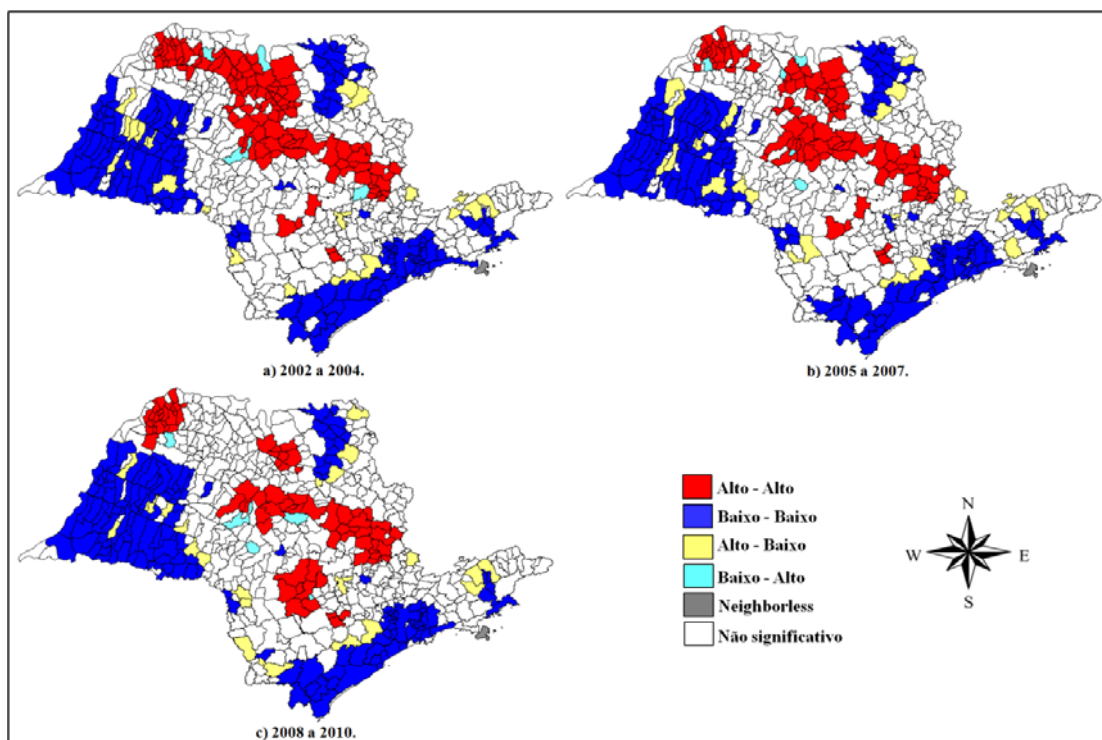 a) 2002 a 2004.
b) 2005 a 2007.
c) 2008 a 2010.
Alto - Alto
Baixo - Baixo
Alto - Baixo
Baixo - Alto
Neighborless
Não significativo
N
W
E
S